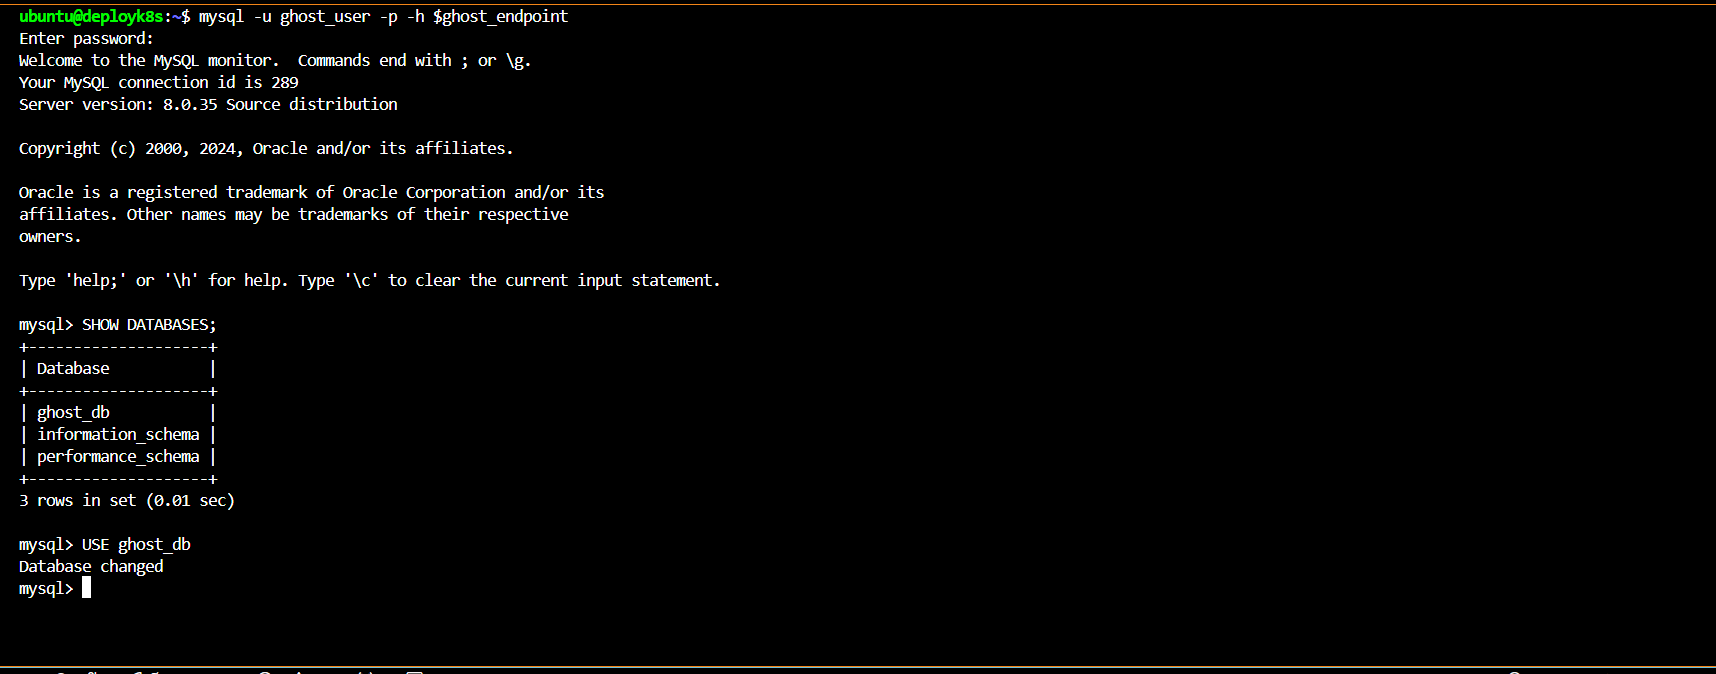 ubuntu@deployk8s:~$ mysql -u ghost_user -p -h $ghost_endpoint
Enter password:
Welcome to the MySQL monitor.  Commands end with ; or \g.
Your MySQL connection id is 289
Server version: 8.0.35 Source distribution

Copyright (c) 2000, 2024, Oracle and/or its affiliates.

Oracle is a registered trademark of Oracle Corporation and/or its
affiliates. Other names may be trademarks of their respective
owners.

Type 'help;' or '\h' for help. Type '\c' to clear the current input statement.

mysql> SHOW DATABASES;
+--------------------+
| Database           |
+--------------------+
| ghost_db           |
| information_schema |
| performance_schema |
+--------------------+
3 rows in set (0.01 sec)

mysql> USE ghost_db
Database changed
mysql>